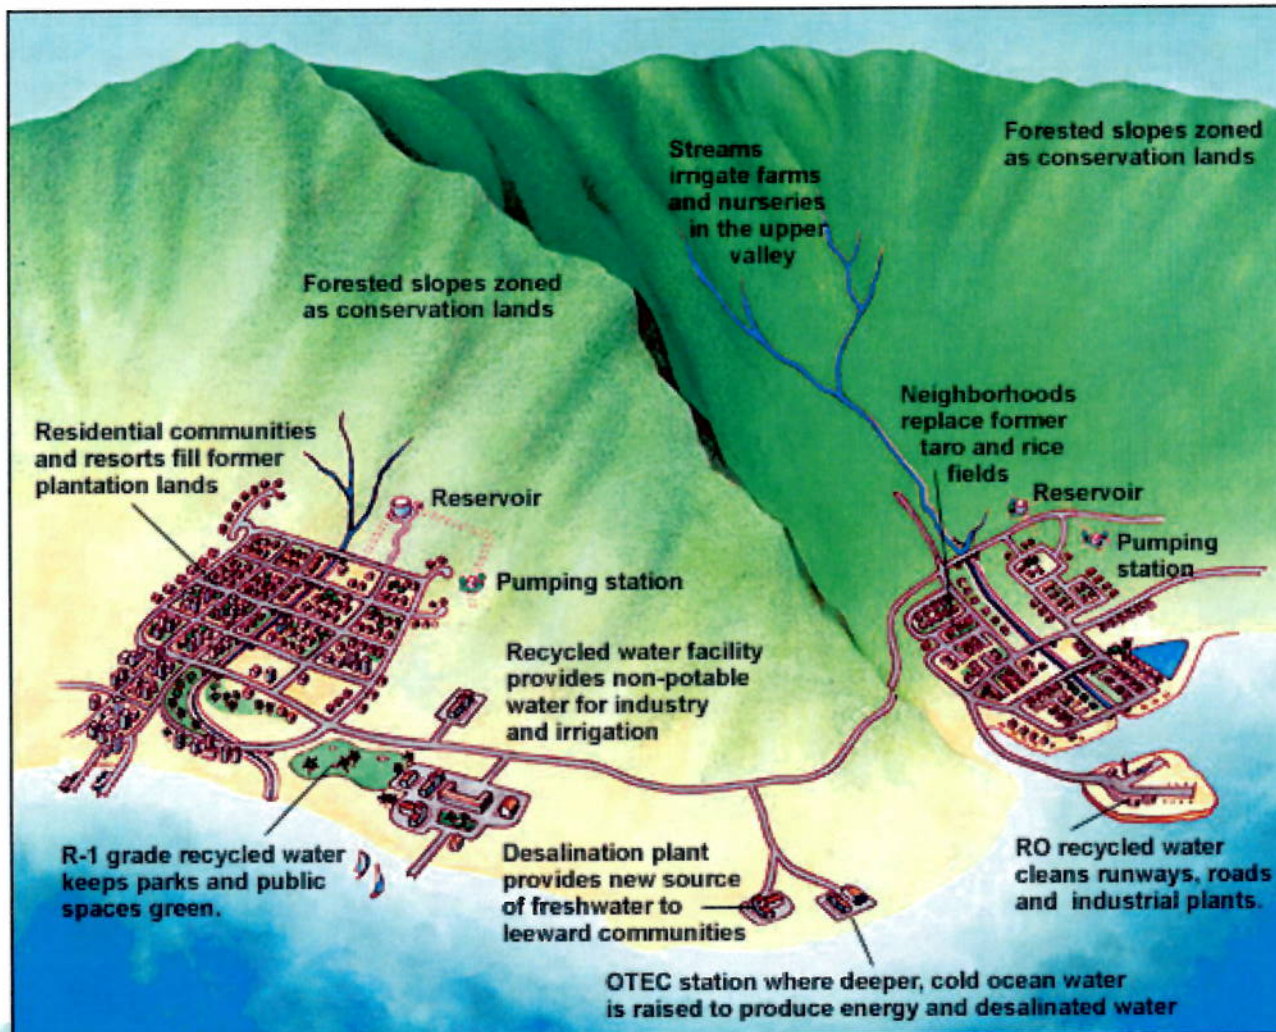 Forested slopes zoned
as conservation lands
Streams
irrigate farms
and nurseries
in the upper
valley
Forested slopes zoned
as conservation lands
Neighborhoods
replace former
taro and rice
fields
Residential communities
and resorts fill former
plantation lands
Reservoir
Reservoir
Pumping station
Pumping
station
Recycled water facility
provides non-potable
water for industry
and irrigation
R-1 grade recycled water
keeps parks and public
spaces green.
Desalination plant
provides new source
of freshwater to
leeward communities
RO recycled water
cleans runways, roads
and industrial plants.
OTEC station where deeper, cold ocean water
is raised to produce energy and desalinated water